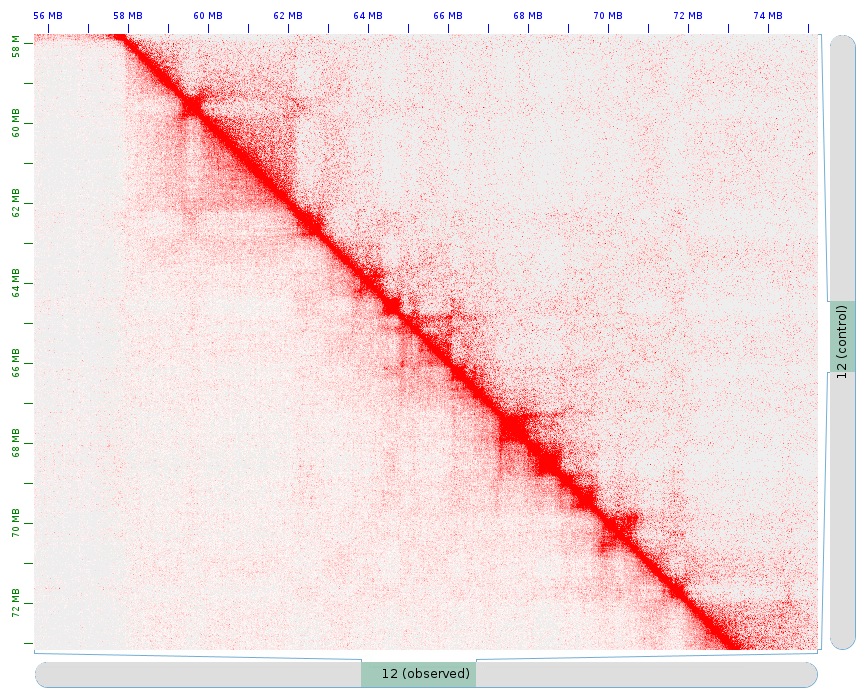 56 MB 58 MB 60 MB 62 MB 64 MB 66 MB 68 MB 70 MB 72 MB 74 MB
58 M
60 MB
62 MB
64 MB
66 MB
68 MB
70 MB
72 MB
12 (control)
12 (observed)